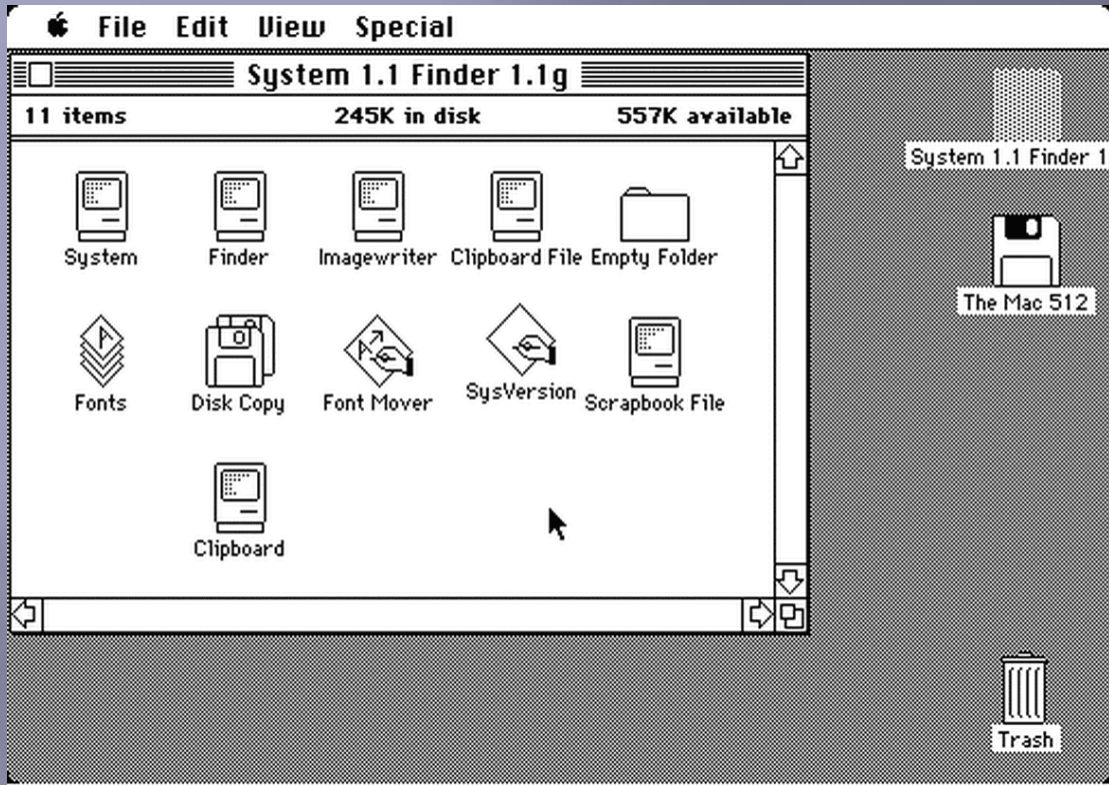 File Edit View Special
System 1.1 Finder 1.1g
11 items 245K in disk 557K available
System Finder Imagewriter Clipboard File Empty Folder
Fonts Disk Copy Font Mover SysVersion Scrapbook File
Clipboard
System 1.1 Finder 1
The Mac 512
Trash